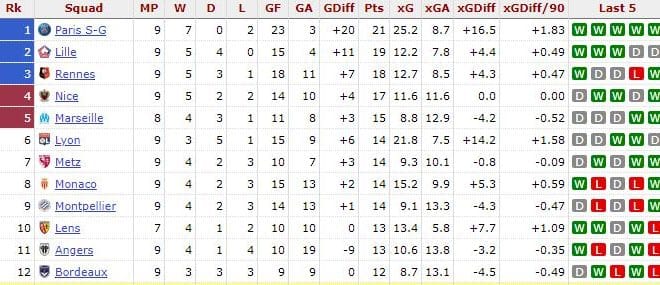 Rk Squad MP W D L GF GA GDiff Pts xG xGA xGDiff xGDiff/90 Last 5
1 Paris S-G 9 7 0 2 23 3 +20 21 25.2 8.7 +16.5 +1.83 W W W W W
2 Lille 9 5 4 0 15 4 +11 19 12.2 7.8 +4.4 +0.49 W W W D D
3 Rennes 9 5 3 1 18 11 +7 18 12.7 8.5 +4.3 +0.47 W D D L W
4 Nice 9 5 2 2 14 10 +4 17 11.6 11.6 0.0 0.00 D W W D W
5 Marseille 8 4 3 1 11 8 +3 15 8.8 12.9 -4.2 -0.52 D D D W W
6 Lyon 9 3 5 1 15 9 +6 14 21.8 7.5 +14.2 +1.58 D D W W D
7 Metz 9 4 2 3 10 7 +3 14 9.3 10.1 -0.8 -0.09 D W D W W
8 Monaco 9 4 2 3 15 13 +2 14 15.2 9.9 +5.3 +0.59 W L D L W
9 Montpellier 9 4 2 3 14 13 +1 14 9.1 13.3 -4.3 -0.47 D L D L W
10 Lens 7 4 1 2 10 10 0 13 13.4 5.8 +7.7 +1.09 W W D W L
11 Angers 9 4 1 4 10 19 -9 13 10.6 13.8 -3.2 -0.35 W L D W L
12 Bordeaux 9 3 3 3 9 9 0 12 8.7 13.1 -4.5 -0.49 D W L W L